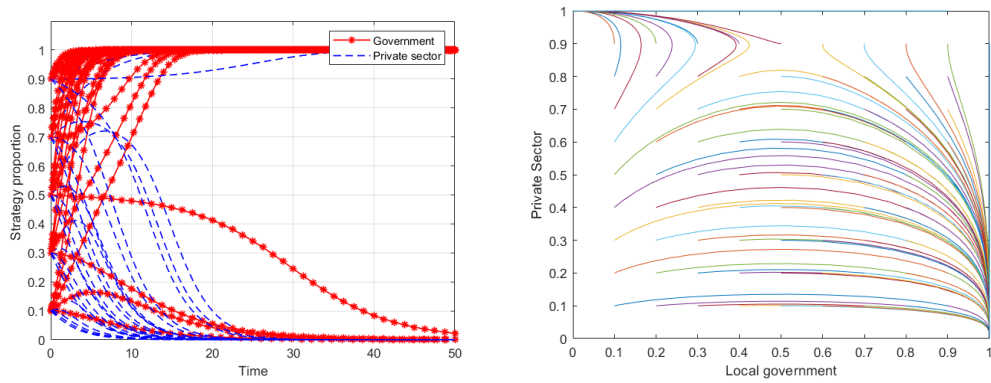 1
0.9
0.8
0.7
0.6
0.5
0.4
0.3
0.2
0.1
0
Strategy proportion
0 10 20 30 40 50
Time
Government
Private sector
1
0.9
0.8
0.7
0.6
0.5
0.4
0.3
0.2
0.1
0
Private Sector
0 0.1 0.2 0.3 0.4 0.5 0.6 0.7 0.8 0.9 1
Local government